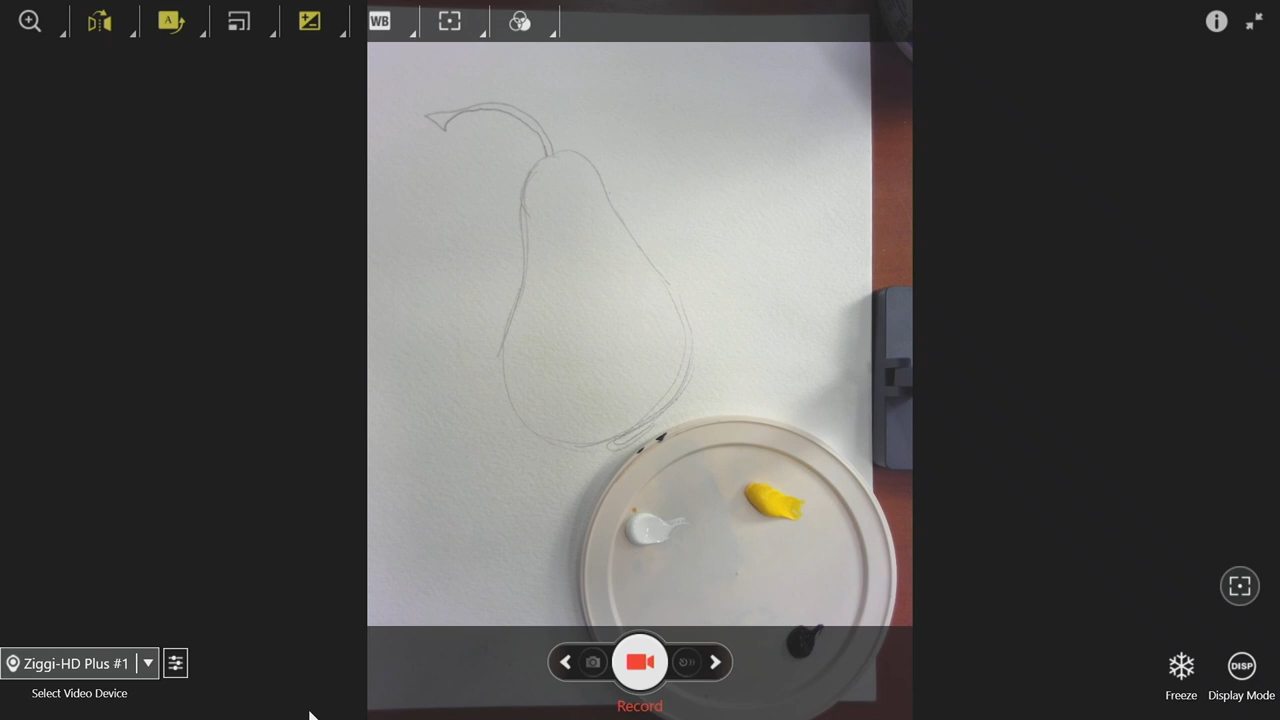 A
WB
i
Ziggi-HD Plus #1
Select Video Device
Record
Freeze
DISP
Display Mode